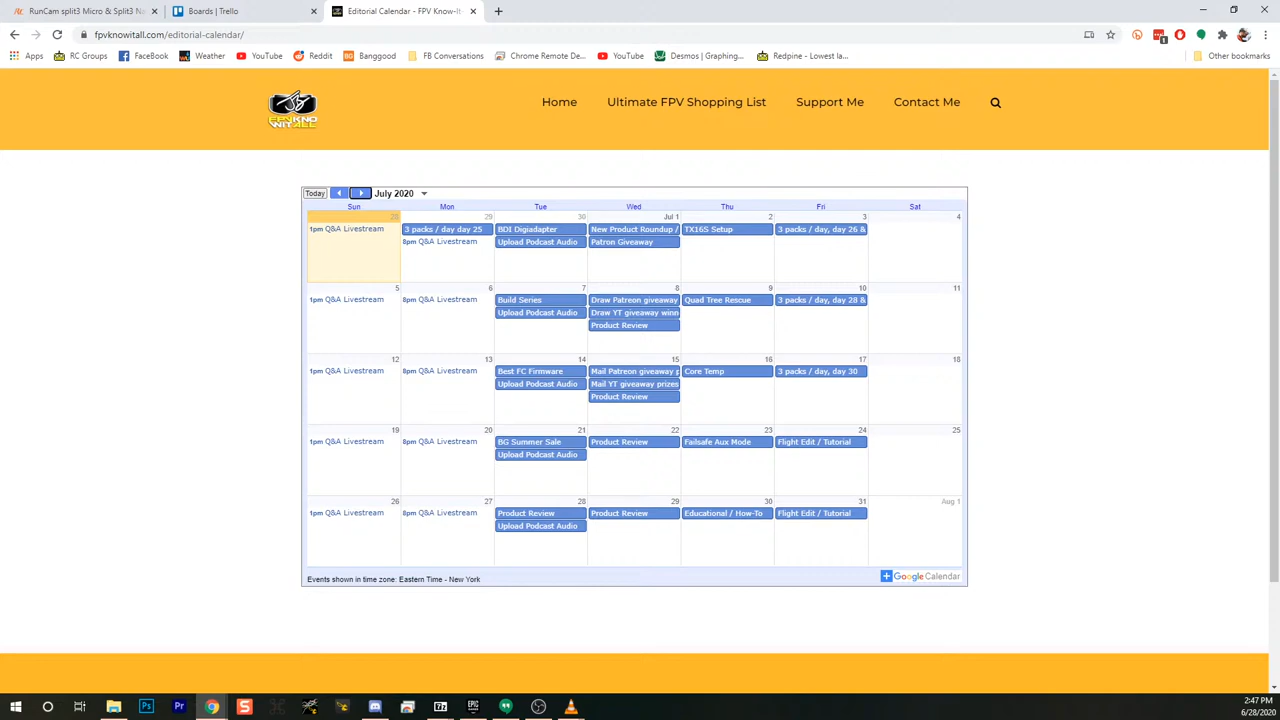 RunCam split3 Micro & Split3 Na
Boards | Trello
Editorial Calendar - FPV Know-It
fpvknowitall.com/editorial-calendar/
Apps
RC Groups
FaceBook
Weather
YouTube
Reddit
Banggood
FB Conversations
Chrome Remote De...
YouTube
Desmos | Graphing...
Redpine - Lowest la...
Other bookmarks
FPVKNO
WITALL
Home
Ultimate FPV Shopping List
Support Me
Contact Me
Today
July 2020
Sun Mon Tue Wed Thu Fri Sat
28 29 30 Jul 1 2 3 4
1pm Q&A Livestream 3 packs / day day 25 BDI Digiadapter New Product Roundup / TX16S Setup 3 packs / day, day 26 &
8pm Q&A Livestream Upload Podcast Audio Patron Giveaway
5 6 7 8 9 10 11
1pm Q&A Livestream 8pm Q&A Livestream Build Series Draw Patreon giveaway Quad Tree Rescue 3 packs / day, day 28 &
Upload Podcast Audio Draw YT giveaway winn
Product Review
12 13 14 15 16 17 18
1pm Q&A Livestream 8pm Q&A Livestream Best FC Firmware Mail Patreon giveaway p Core Temp 3 packs / day, day 30
Upload Podcast Audio Mail YT giveaway prizes
Product Review
19 20 21 22 23 24 25
1pm Q&A Livestream 8pm Q&A Livestream BG Summer Sale Product Review Failsafe Aux Mode Flight Edit / Tutorial
Upload Podcast Audio
26 27 28 29 30 31 Aug 1
1pm Q&A Livestream 8pm Q&A Livestream Product Review Product Review Educational / How-To Flight Edit / Tutorial
Upload Podcast Audio
Events shown in time zone: Eastern Time - New York
Google Calendar
2:47 PM
6/28/2020